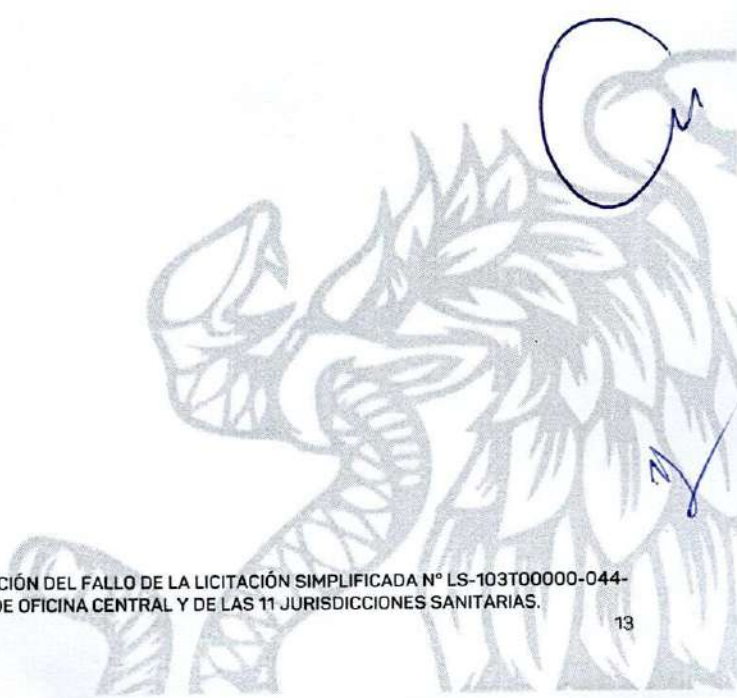 CIÓN DEL FALLO DE LA LICITACIÓN SIMPLIFICADA N° LS-103T00000-044-
DE OFICINA CENTRAL Y DE LAS 11 JURISDICCIONES SANITARIAS.
13